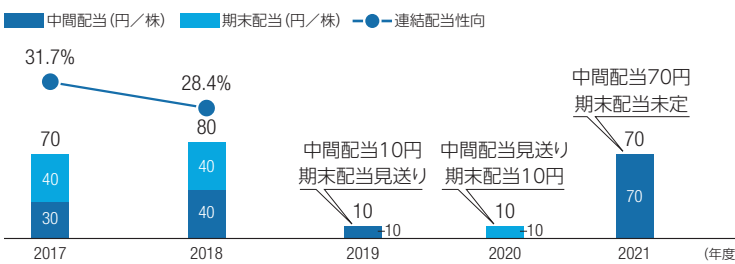 中間配当（円／株） 期末配当（円／株） 連結配当性向
31.7%
28.4%
70
40
30
80
40
40
中間配当10円
期末配当見送り
10
10
中間配当見送り
期末配当10円
10
10
中間配当70円
期末配当未定
70
70
2017 2018 2019 2020 2021 （年度